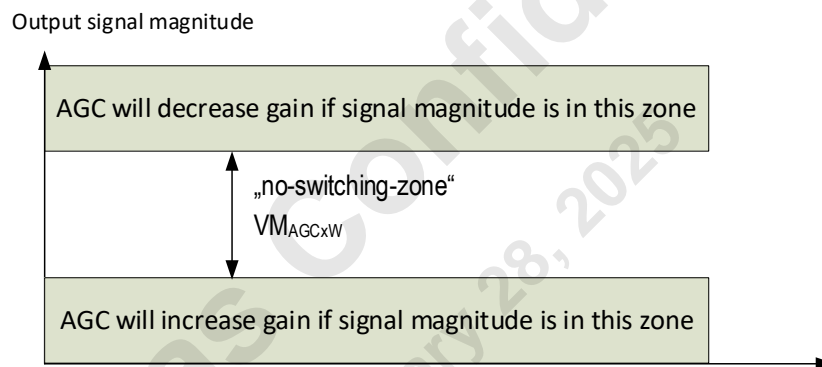 Output signal magnitude
AGC will decrease gain if signal magnitude is in this zone
„no-switching-zone“
VMAGCxW
AGC will increase gain if signal magnitude is in this zone